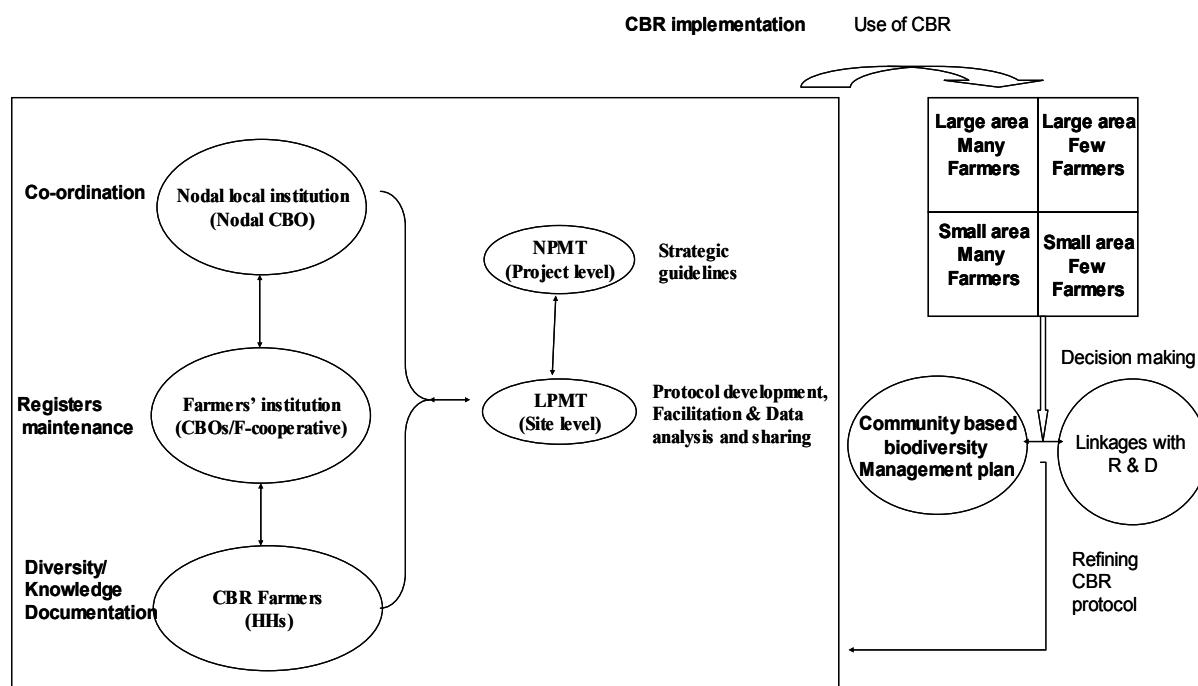 CBR implementation
Use of CBR
Co-ordination
Nodal local institution
(Nodal CBO)
NPMT
(Project level)
Strategic
guidelines
Registers
maintenance
Farmers' institution
(CBOs/F-cooperative)
LPMT
(Site level)
Protocol development,
Facilitation & Data
analysis and sharing
Diversity/
Knowledge
Documentation
CBR Farmers
(HHs)
Large area
Many
Farmers
Large area
Few
Farmers
Small area
Many
Farmers
Small area
Few
Farmers
Decision making
Community based
biodiversity
Management plan
Linkages with
R & D
Refining
CBR
protocol